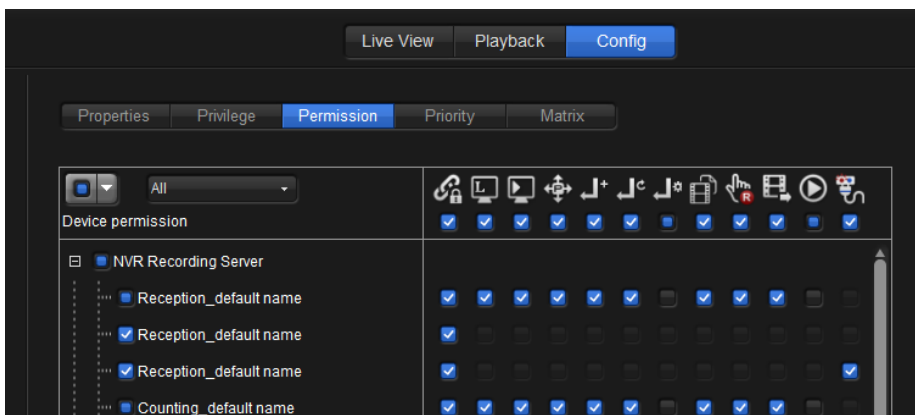 Live View Playback Config
Properties Privilege Permission Priority Matrix
All
Device permission
NVR Recording Server
Reception_default name
Reception_default name
Reception_default name
Counting_default name